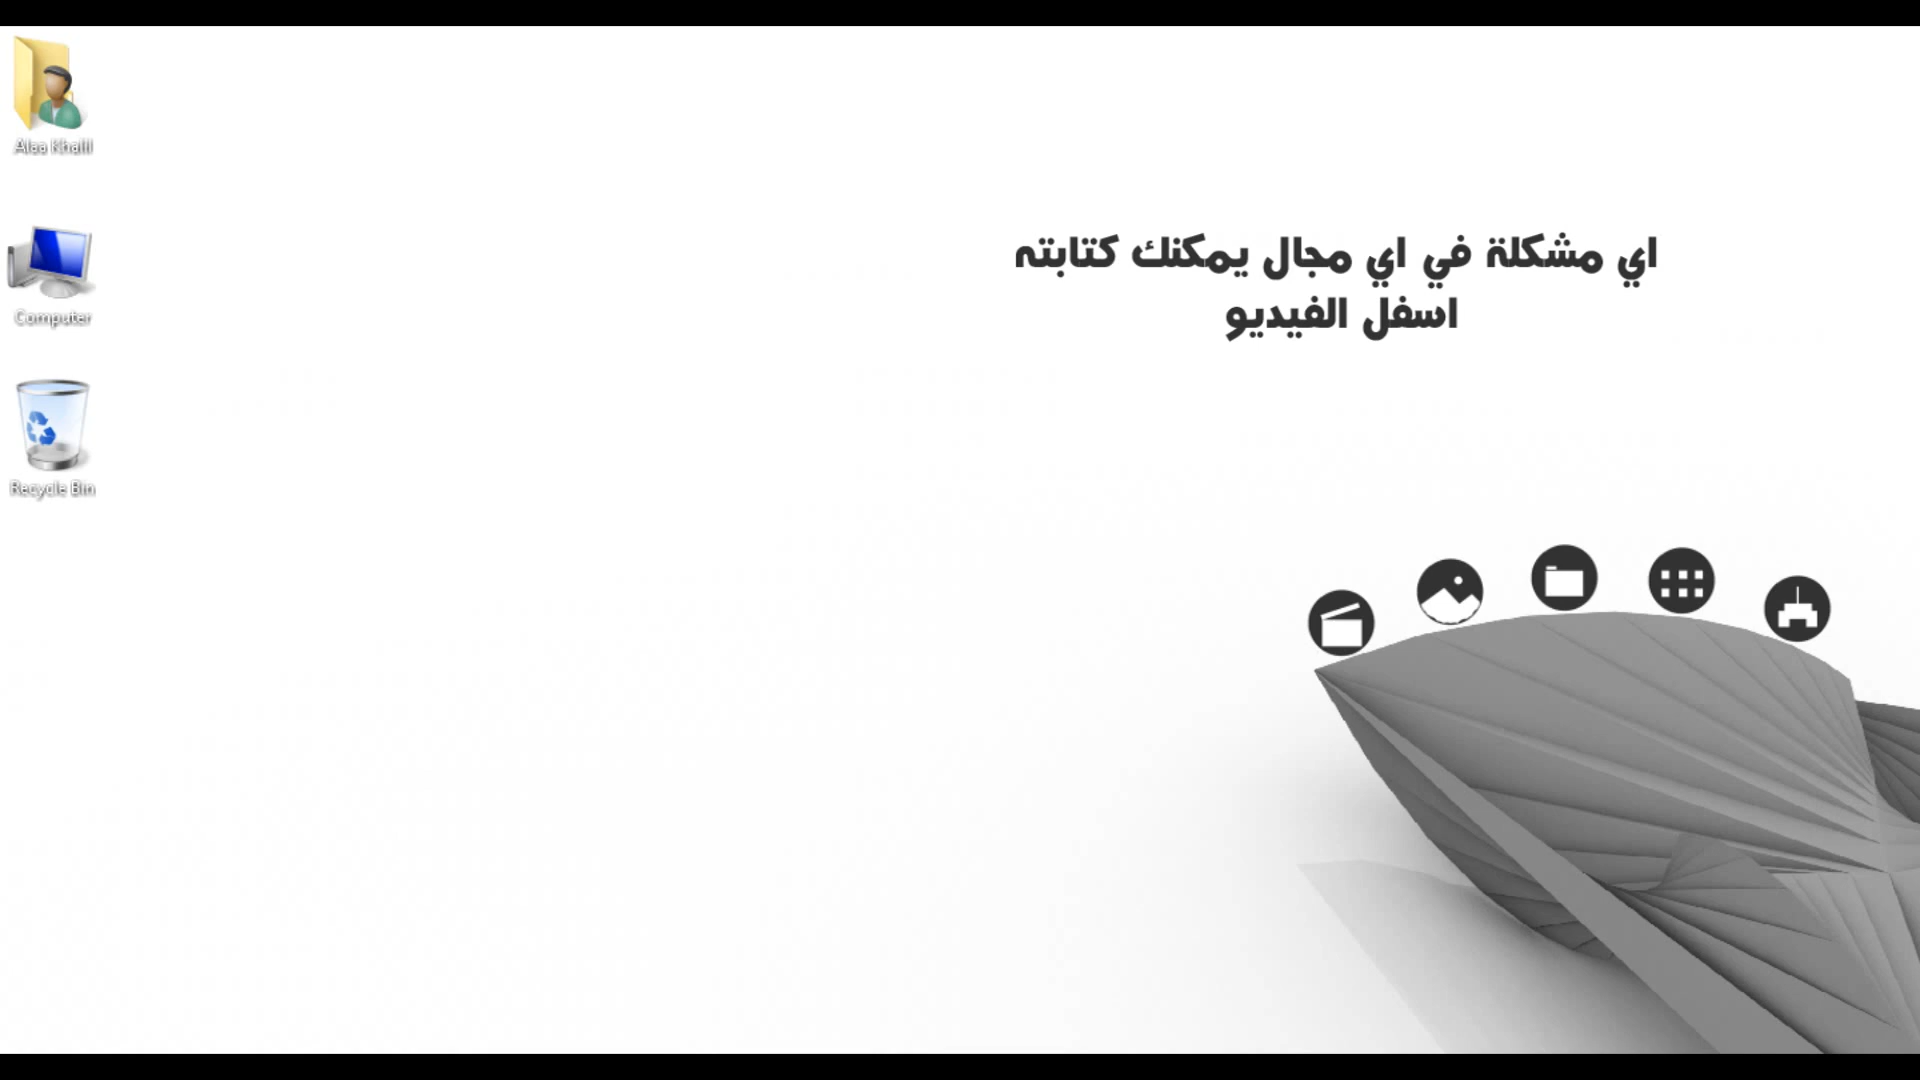 Alaa Khalil
Computer
Recycle Bin
اي مشكلة في اي مجال يمكنك كتابته
اسفل الفيديو